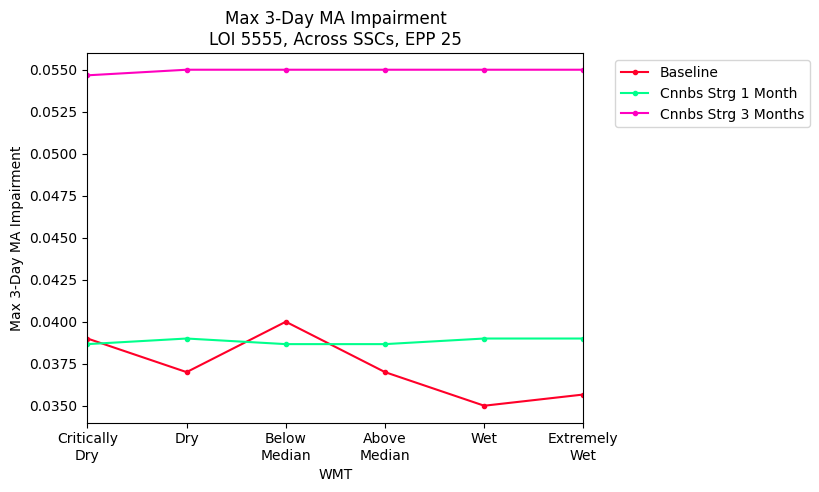 Max 3-Day MA Impairment
LOI 5555, Across SSCs, EPP 25
Baseline
Cnnbs Strg 1 Month
Cnnbs Strg 3 Months
Max 3-Day MA Impairment
0.0550
0.0525
0.0500
0.0475
0.0450
0.0425
0.0400
0.0375
0.0350
Critically
Dry
Dry
Below
Median
Above
Median
Wet
Extremely
Wet
WMT